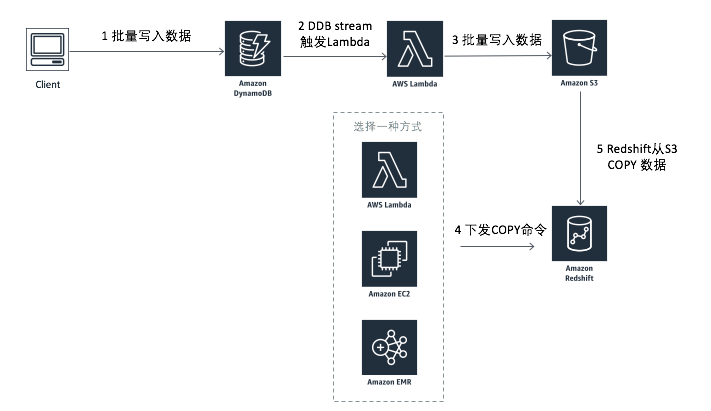 1 批量写入数据
2 DDB stream
触发Lambda
3 批量写入数据
Client
Amazon
DynamoDB
AWS Lambda
Amazon S3
选择一种方式
AWS Lambda
5 Redshift从S3
COPY 数据
4 下发COPY命令
Amazon EC2
Amazon
Redshift
Amazon EMR